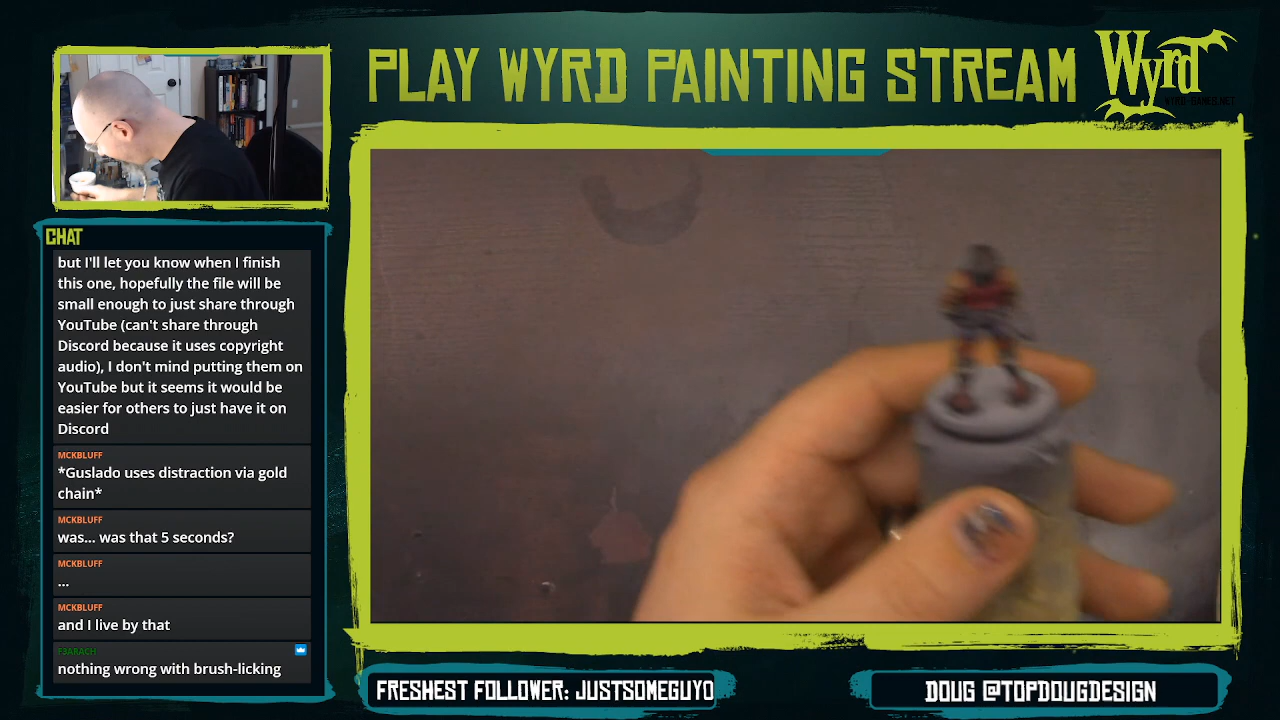 PLAY WYRD PAINTING STREAM
Wyrd
WYRD-GAMES.NET
CHAT
but I'll let you know when I finish
this one, hopefully the file will be
small enough to just share through
YouTube (can't share through
Discord because it uses copyright
audio), I don't mind putting them on
YouTube but it seems it would be
easier for others to just have it on
Discord
MCKBLUFF
*Guslado uses distraction via gold
chain*
MCKBLUFF
was... was that 5 seconds?
MCKBLUFF
...
MCKBLUFF
and I live by that
F3ARACH
nothing wrong with brush-licking
FRESHEST FOLLOWER: JUSTSOMEGUYO
DOUG @TOPDOUGDESIGN